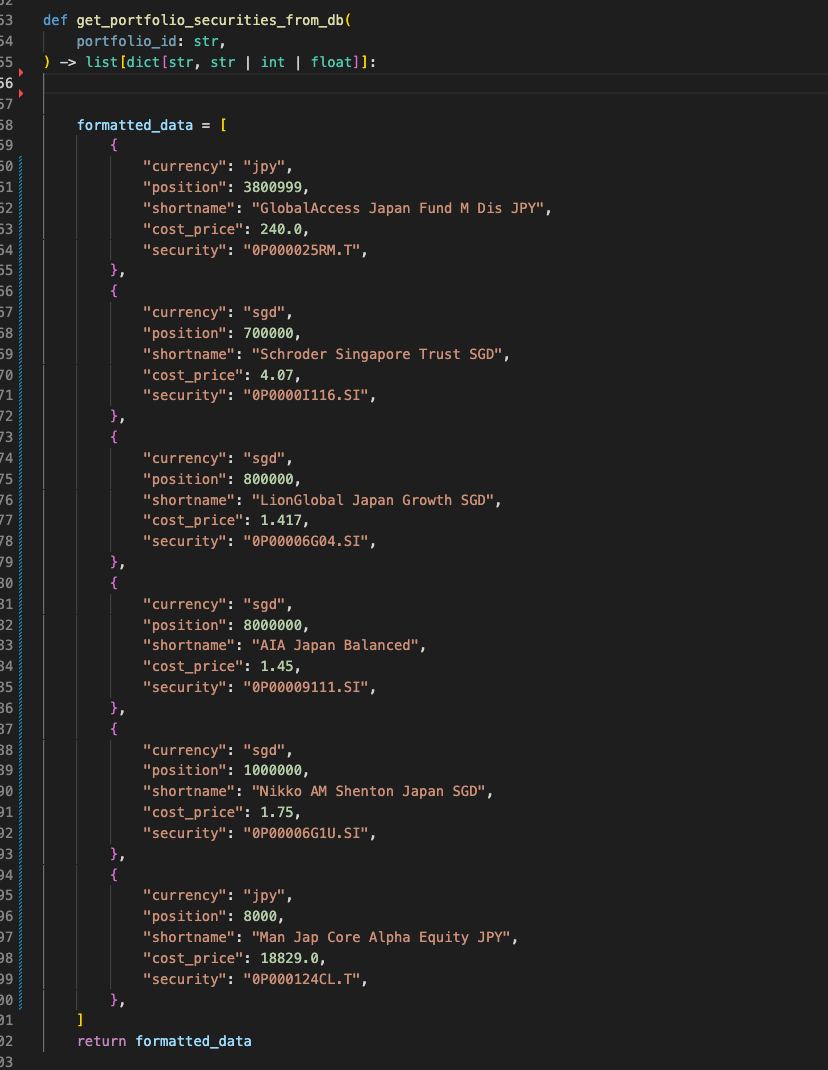 53 def get_portfolio_securities_from_db(
54     portfolio_id: str,
55 ) -> list[dict[str, str | int | float]]:
56
57
58     formatted_data = [
59         {
60             "currency": "jpy",
61             "position": 3800999,
62             "shortname": "GlobalAccess Japan Fund M Dis JPY",
63             "cost_price": 240.0,
64             "security": "0P000025RM.T",
65         },
66         {
67             "currency": "sgd",
68             "position": 700000,
69             "shortname": "Schroder Singapore Trust SGD",
70             "cost_price": 4.07,
71             "security": "0P0000I116.SI",
72         },
73         {
74             "currency": "sgd",
75             "position": 800000,
76             "shortname": "LionGlobal Japan Growth SGD",
77             "cost_price": 1.417,
78             "security": "0P00006G04.SI",
79         },
80         {
81             "currency": "sgd",
82             "position": 8000000,
83             "shortname": "AIA Japan Balanced",
84             "cost_price": 1.45,
85             "security": "0P00009111.SI",
86         },
87         {
88             "currency": "sgd",
89             "position": 1000000,
90             "shortname": "Nikko AM Shenton Japan SGD",
91             "cost_price": 1.75,
92             "security": "0P00006G1U.SI",
93         },
94         {
95             "currency": "jpy",
96             "position": 8000,
97             "shortname": "Man Jap Core Alpha Equity JPY",
98             "cost_price": 18829.0,
99             "security": "0P000124CL.T",
00         },
01     ]
02     return formatted_data
03